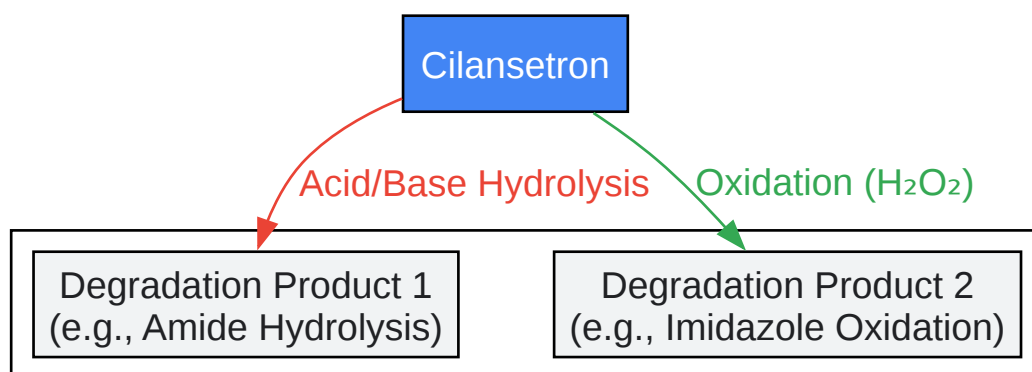 Cilansetron
Acid/Base Hydrolysis
Oxidation (H₂O₂)
Degradation Product 1
(e.g., Amide Hydrolysis)
Degradation Product 2
(e.g., Imidazole Oxidation)